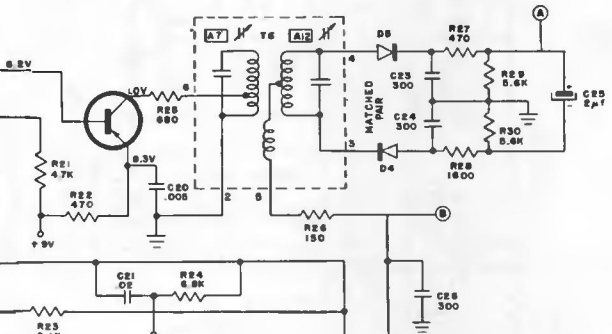 A7
T6
A12
A
6.2V
1.0V
6
R25
680
4
D5
R27
470
C23
300
R29
5.6K
C25
2µf
+
MATCHED
PAIR
C24
300
R30
5.6K
3
D4
R28
1600
R21
4.7K
8.3V
C20
.005
R22
470
2
5
+9V
R26
150
B
C21
.02
R24
6.8K
C26
300
R23